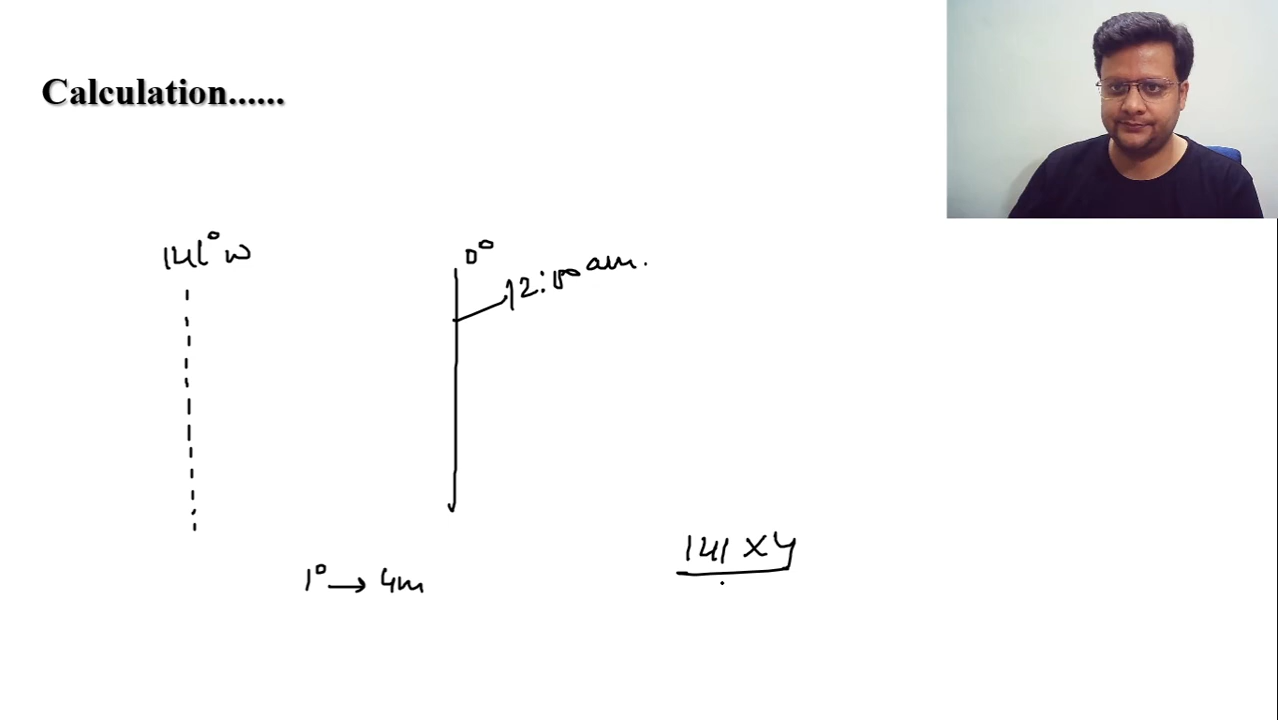 Calculation......
141° W
0°
12:00 am.
1° → 4m
141 X 4